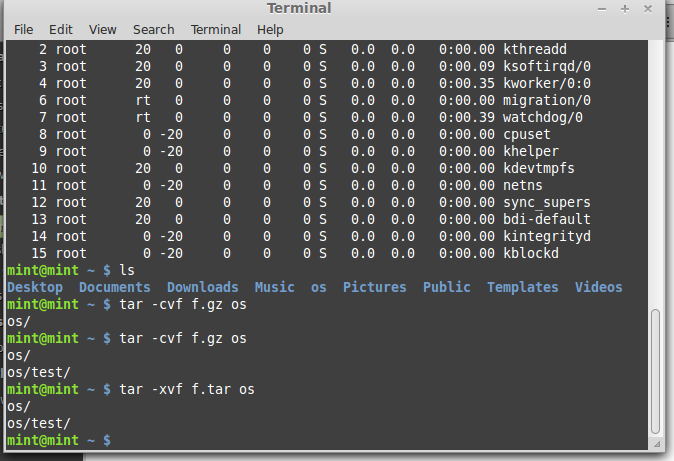 Terminal
File Edit View Search Terminal Help
2 root 20 0 0 0 0 S 0.0 0.0 0:00.00 kthreadd
3 root 20 0 0 0 0 S 0.0 0.0 0:00.09 ksoftirqd/0
4 root 20 0 0 0 0 S 0.0 0.0 0:00.35 kworker/0:0
6 root rt 0 0 0 0 S 0.0 0.0 0:00.00 migration/0
7 root rt 0 0 0 0 S 0.0 0.0 0:00.39 watchdog/0
8 root 0 -20 0 0 0 S 0.0 0.0 0:00.00 cpuset
9 root 0 -20 0 0 0 S 0.0 0.0 0:00.00 khelper
10 root 20 0 0 0 0 S 0.0 0.0 0:00.00 kdevtmpfs
11 root 0 -20 0 0 0 S 0.0 0.0 0:00.00 netns
12 root 20 0 0 0 0 S 0.0 0.0 0:00.00 sync_supers
13 root 20 0 0 0 0 S 0.0 0.0 0:00.00 bdi-default
14 root 0 -20 0 0 0 S 0.0 0.0 0:00.00 kintegrityd
15 root 0 -20 0 0 0 S 0.0 0.0 0:00.00 kblockd
mint@mint ~ $ ls
Desktop Documents Downloads Music os Pictures Public Templates Videos
mint@mint ~ $ tar -cvf f.gz os
os/
mint@mint ~ $ tar -cvf f.gz os
os/
os/test/
mint@mint ~ $ tar -xvf f.tar os
os/
os/test/
mint@mint ~ $